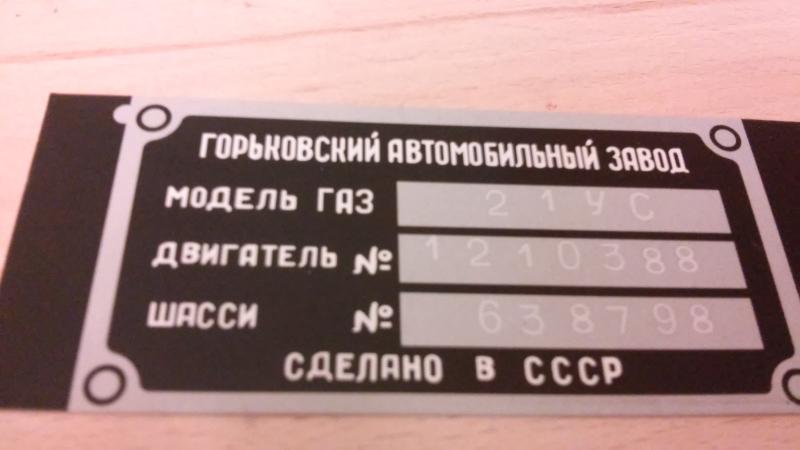 ГОРЬКОВСКИЙ АВТОМОБИЛЬНЫЙ ЗАВОД
МОДЕЛЬ ГАЗ 21УС
ДВИГАТЕЛЬ № 1210388
ШАССИ № 638798
СДЕЛАНО В СССР